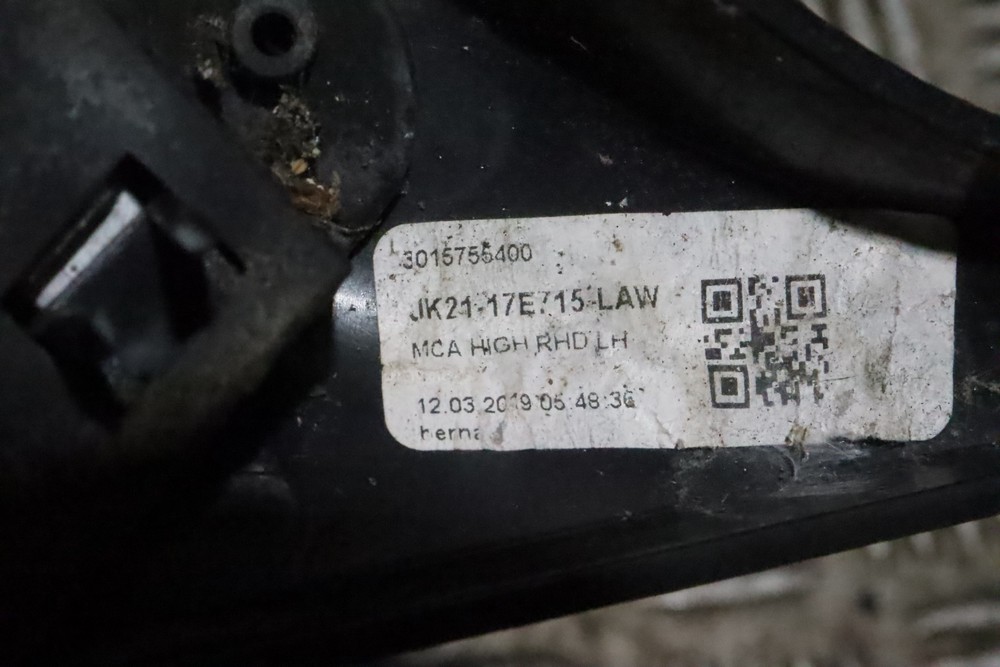 3015755400
JK21-17E715-LAW
MCA HIGH RHD LH
12.03 2019 05:48:36